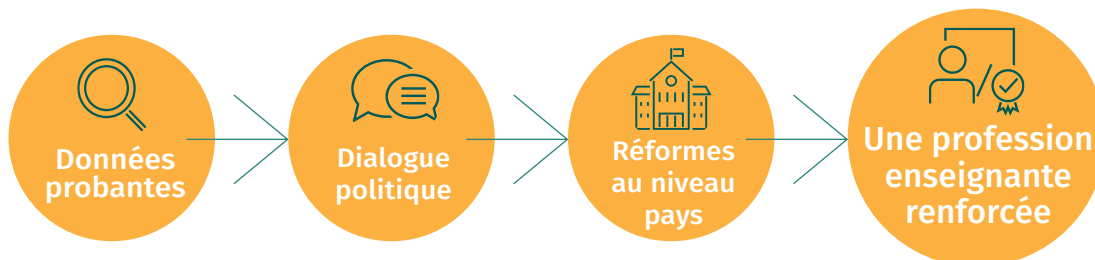 Données
probantes
Dialogue
politique
Réformes
au niveau
pays
Une profession
enseignante
renforcée